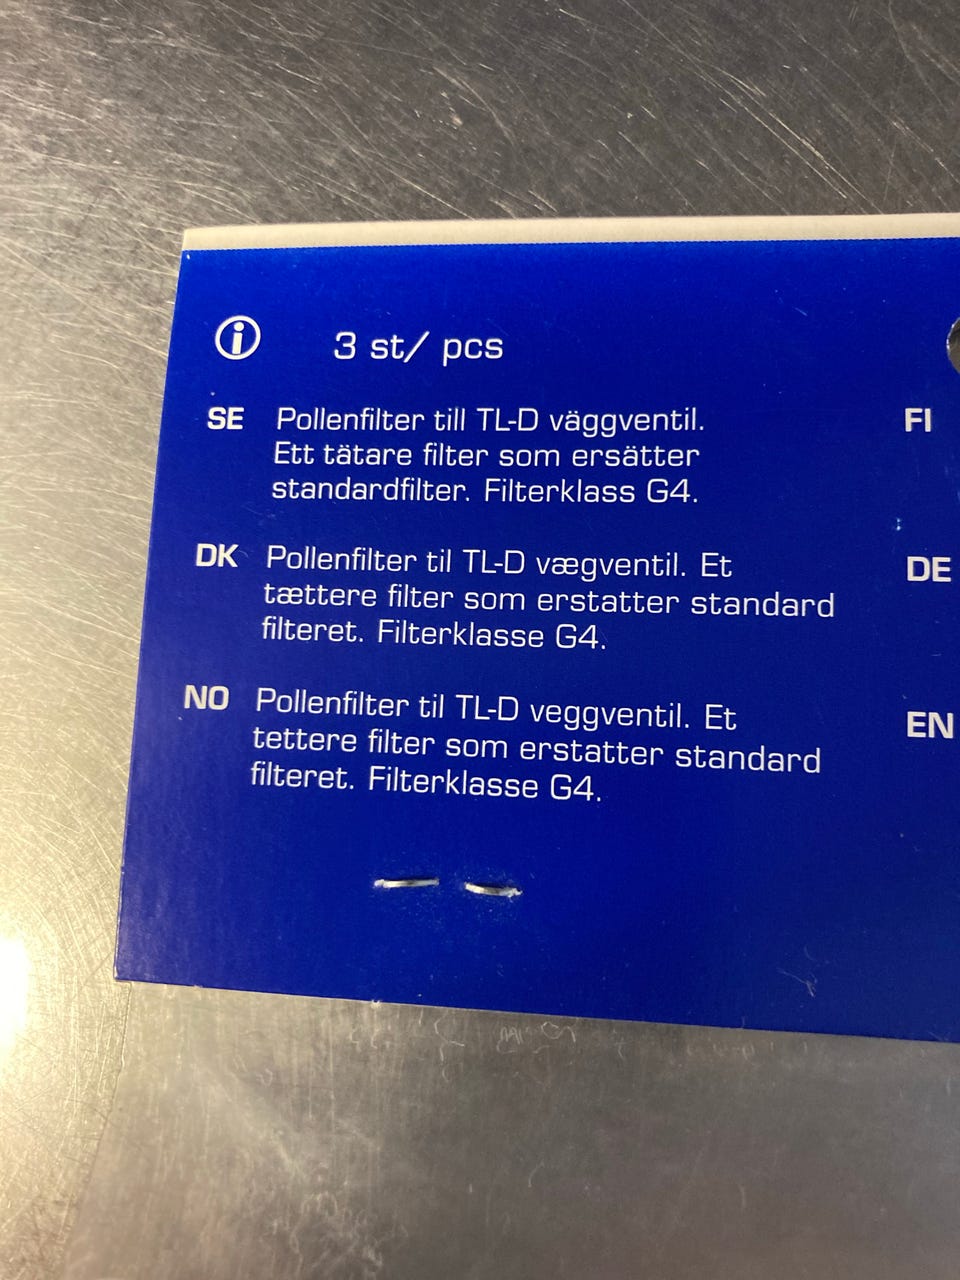 3 st/ pcs
SE Pollenfilter till TL-D väggventil.
Ett tätare filter som ersätter
standardfilter. Filterklass G4.
DK Pollenfilter til TL-D vægventil. Et
tættere filter som erstatter standard
filteret. Filterklasse G4.
NO Pollenfilter til TL-D veggventil. Et
tettere filter som erstatter standard
filteret. Filterklasse G4.
FI
DE
EN